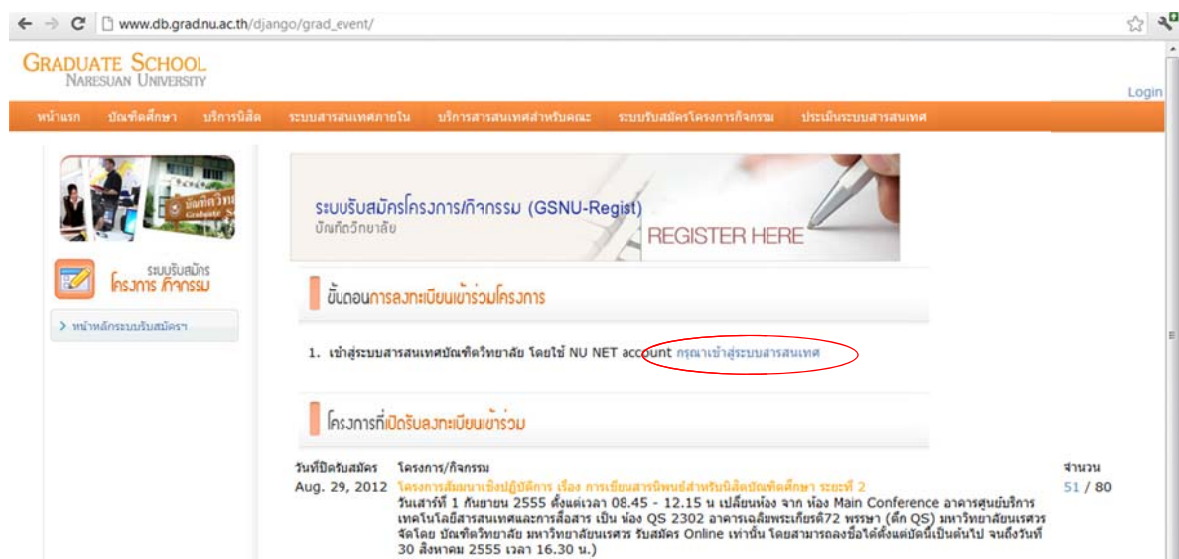 www.db.grad.nu.ac.th/django/grad_event/
GRADUATE SCHOOL
NARESUAN UNIVERSITY
Login
หน้าแรก บัณฑิตศึกษา บริการนิสิต ระบบสารสนเทศภายใน บริการสารสนเทศสำหรับคณะ ระบบรับสมัครโครงการกิจกรรม ประเมินระบบสารสนเทศ
ระบบรับสมัครโครงการ/กิจกรรม (GSNU-Regist)
บัณฑิตวิทยาลัย
REGISTER HERE
ระบบรับสมัคร
โครงการ กิจกรรม
หน้าหลักระบบรับสมัครฯ
ขั้นตอนการลงทะเบียนเข้าร่วมโครงการ
1. เข้าสู่ระบบสารสนเทศบัณฑิตวิทยาลัย โดยใช้ NU NET account กรุณาเข้าสู่ระบบสารสนเทศ
โครงการที่เปิดรับลงทะเบียนเข้าร่วม
วันที่ปิดรับสมัคร โครงการ/กิจกรรม จำนวน
Aug. 29, 2012 โครงการสัมมนาเชิงปฏิบัติการ เรื่อง การเขียนสารนิพนธ์สำหรับนิสิตบัณฑิตศึกษา ระยะที่ 2 51 / 80
วันเสาร์ที่ 1 กันยายน 2555 ตั้งแต่เวลา 08.45 - 12.15 น เปลี่ยนห้อง จาก ห้อง Main Conference อาคารศูนย์บริการ
เทคโนโลยีสารสนเทศและการสื่อสาร เป็น ห้อง QS 2302 อาคารเฉลิมพระเกียรติ72 พรรษา (ตึก QS) มหาวิทยาลัยนเรศวร
จัดโดย บัณฑิตวิทยาลัย มหาวิทยาลัยนเรศวร รับสมัคร Online เท่านั้น โดยสามารถลงชื่อได้ตั้งแต่บัดนี้เป็นต้นไป จนถึงวันที่
30 สิงหาคม 2555 เวลา 16.30 น.)